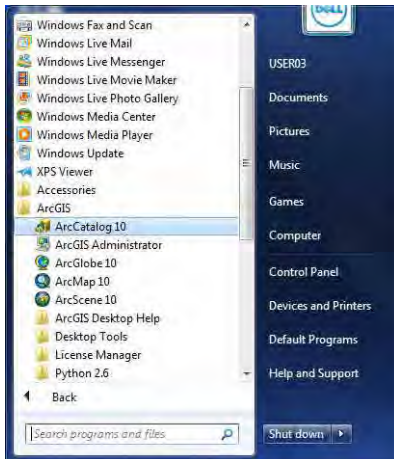 Windows Fax and Scan
Windows Live Mail
Windows Live Messenger
Windows Live Movie Maker
Windows Live Photo Gallery
Windows Media Center
Windows Media Player
Windows Update
XPS Viewer
Accessories
ArcGIS
ArcCatalog 10
ArcGIS Administrator
ArcGlobe 10
ArcMap 10
ArcScene 10
ArcGIS Desktop Help
Desktop Tools
License Manager
Python 2.6
Back
Search programs and files
DELL
USER03
Documents
Pictures
Music
Games
Computer
Control Panel
Devices and Printers
Default Programs
Help and Support
Shut down